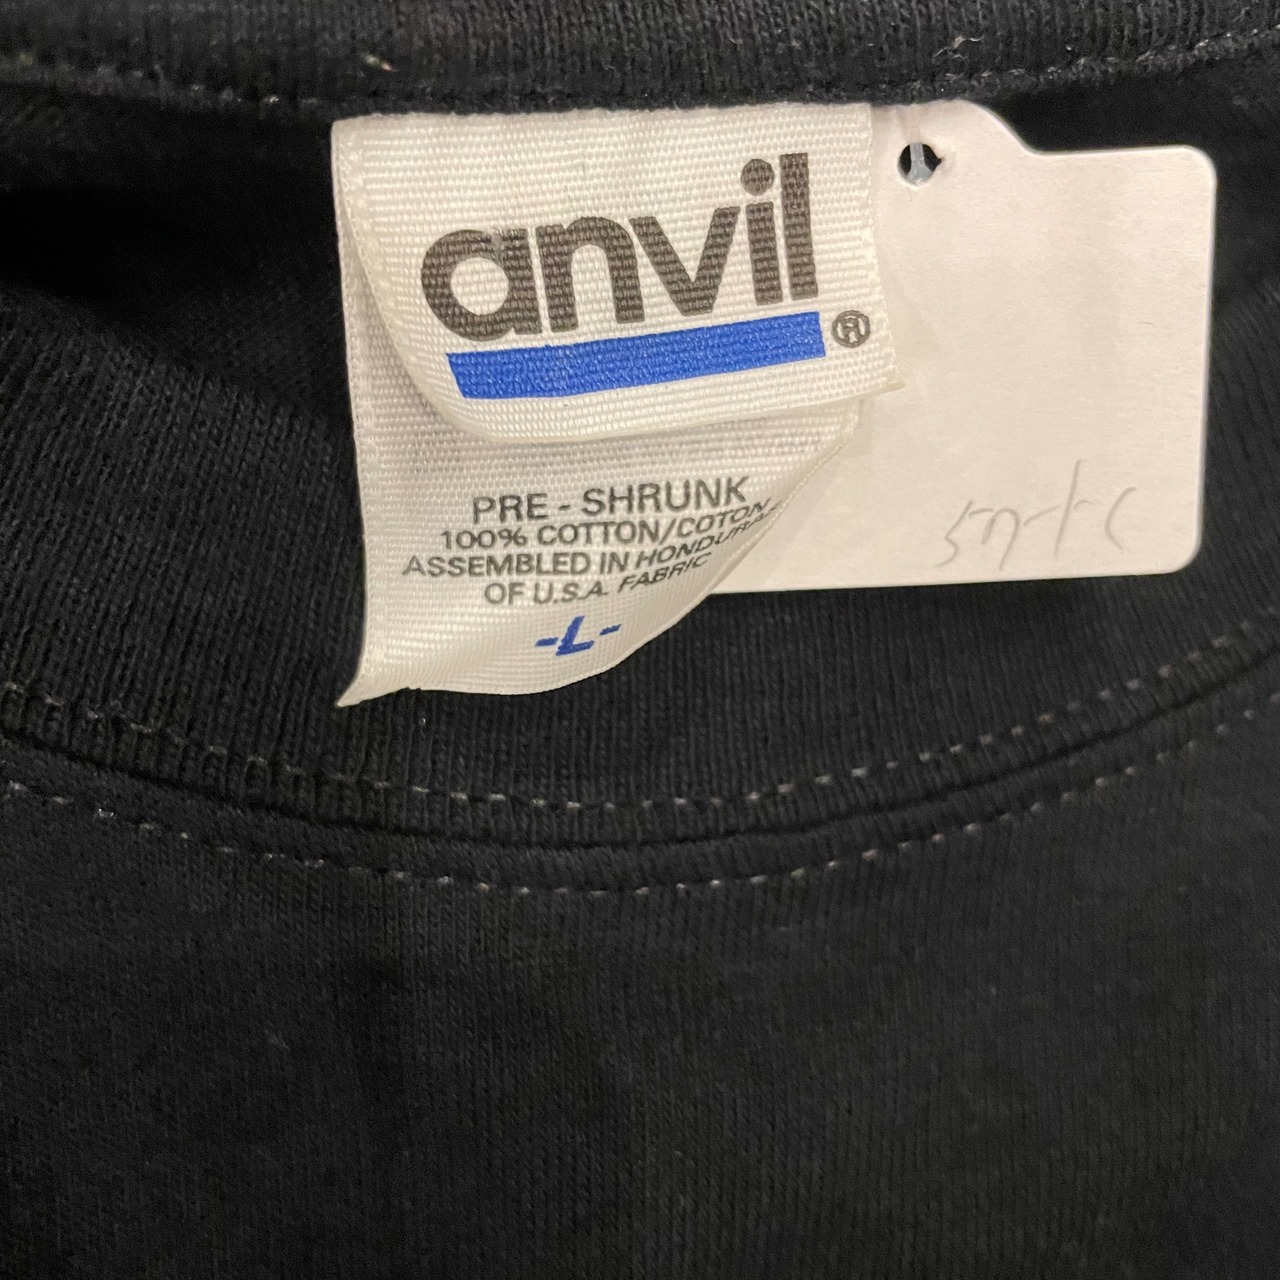 anvil®
PRE-SHRUNK
100% COTTON/COTON
ASSEMBLED IN HONDURAS
OF U.S.A. FABRIC
-L-